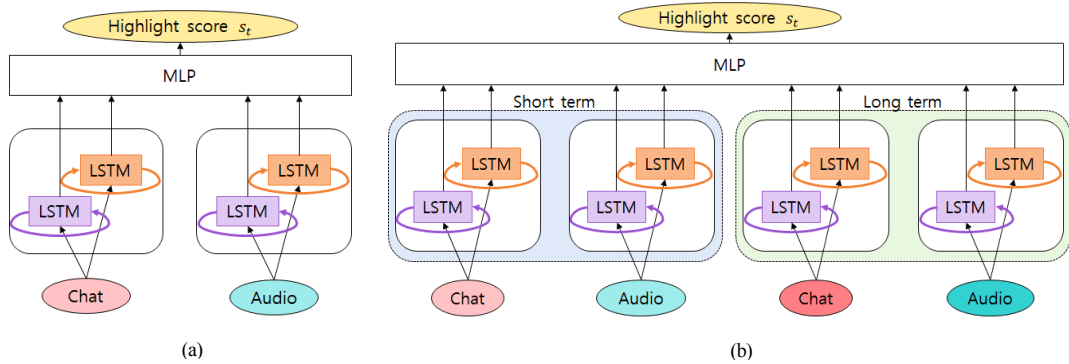 Highlight score s_t
MLP
LSTM
LSTM
LSTM
LSTM
Chat
Audio
(a)
Highlight score s_t
MLP
Short term
Long term
LSTM
LSTM
LSTM
LSTM
LSTM
LSTM
LSTM
LSTM
Chat
Audio
Chat
Audio
(b)